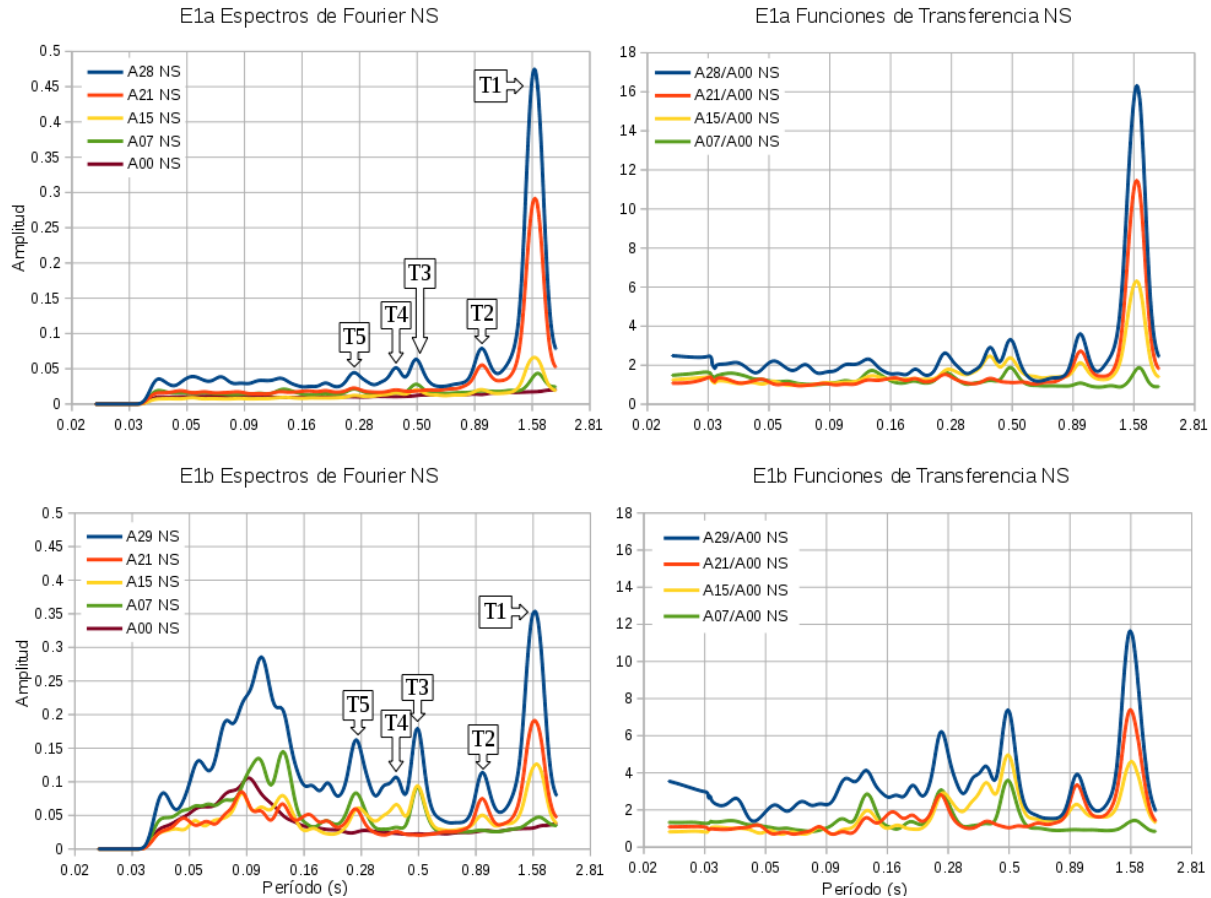 E1a Espectros de Fourier NS
0.5
0.45
0.4
0.35
0.3
0.25
0.2
0.15
0.1
0.05
0
Amplitud
A28 NS
A21 NS
A15 NS
A07 NS
A00 NS
T1
T3
T4
T2
T5
0.02 0.03 0.05 0.09 0.16 0.28 0.50 0.89 1.58 2.81
E1a Funciones de Transferencia NS
18
16
14
12
10
8
6
4
2
0
A28/A00 NS
A21/A00 NS
A15/A00 NS
A07/A00 NS
0.02 0.03 0.05 0.09 0.16 0.28 0.50 0.89 1.58 2.81
E1b Espectros de Fourier NS
0.5
0.45
0.4
0.35
0.3
0.25
0.2
0.15
0.1
0.05
0
Amplitud
A29 NS
A21 NS
A15 NS
A07 NS
A00 NS
T1
T3
T5
T4
T2
0.02 0.03 0.05 0.09 0.16 0.28 0.5 0.89 1.58 2.81
Período (s)
E1b Funciones de Transferencia NS
18
16
14
12
10
8
6
4
2
0
A29/A00 NS
A21/A00 NS
A15/A00 NS
A07/A00 NS
0.02 0.03 0.05 0.09 0.16 0.28 0.5 0.89 1.58 2.81
Período (s)